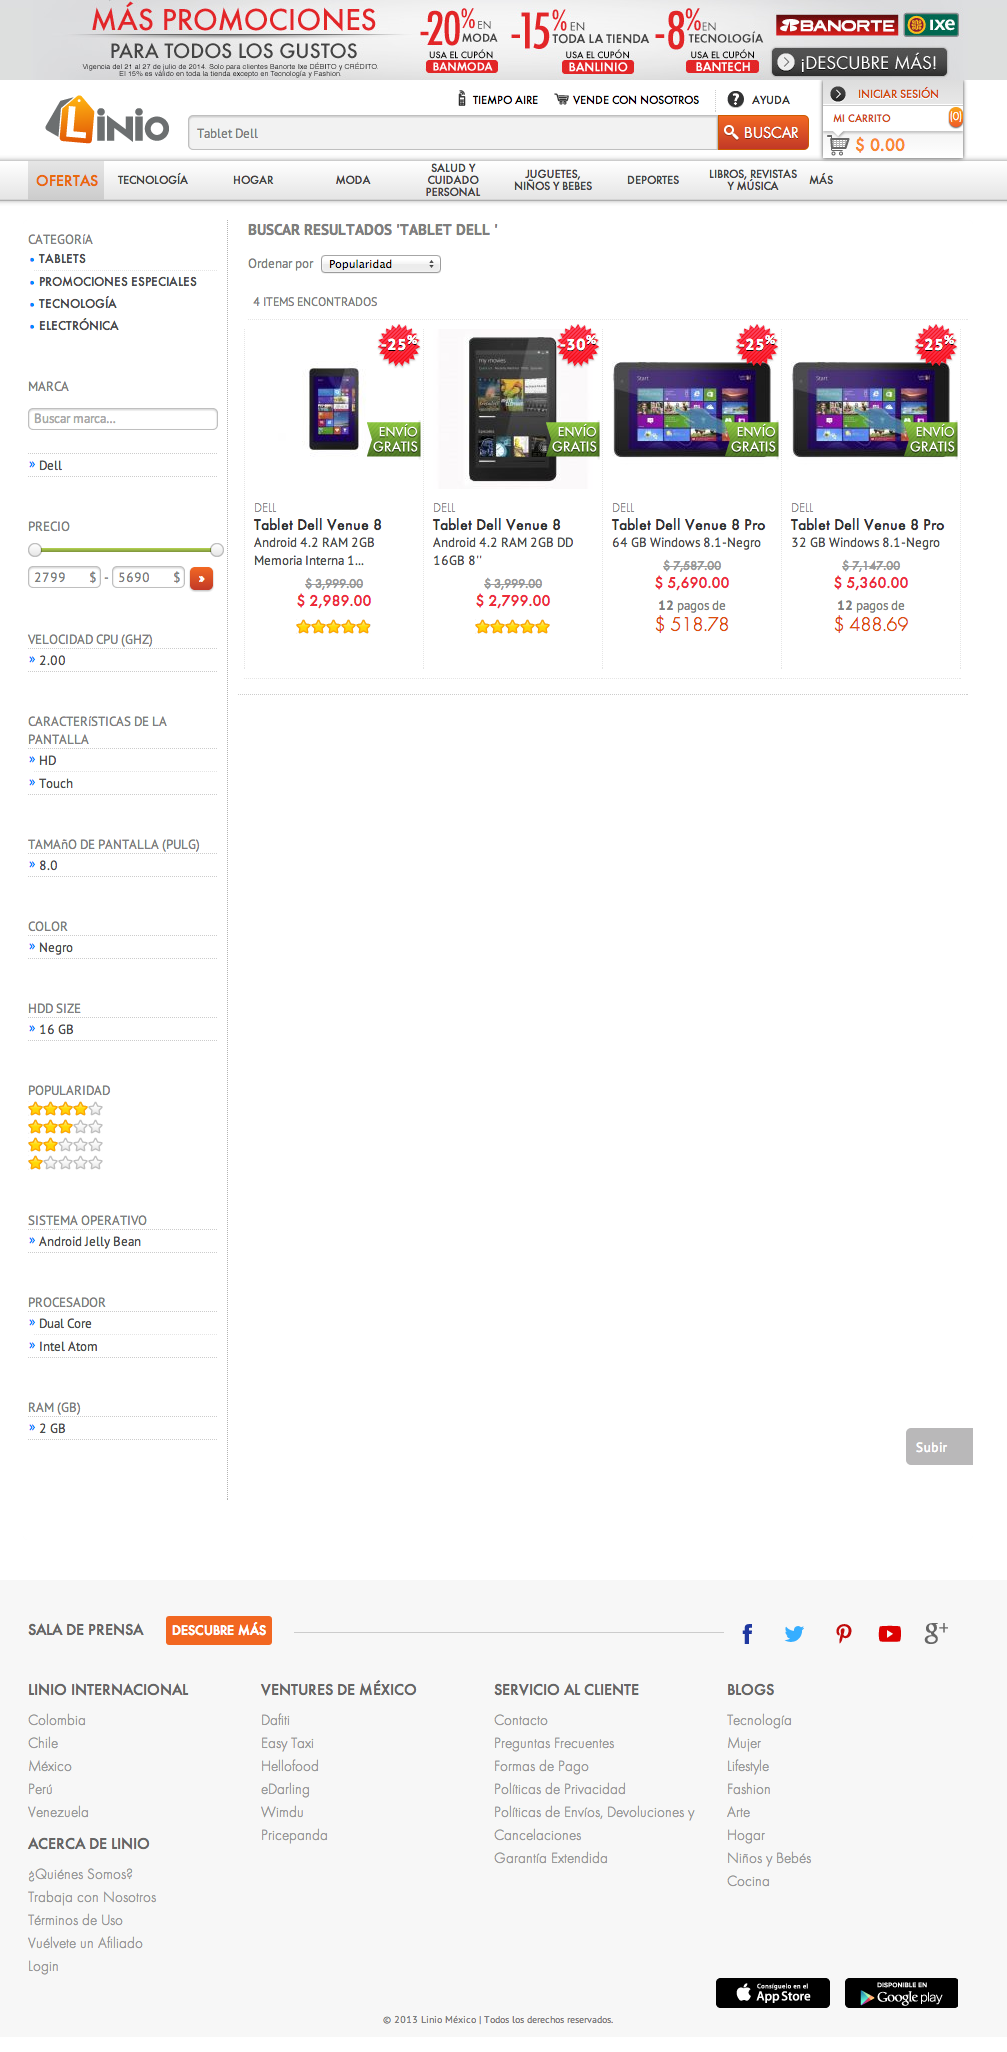 MÁS PROMOCIONES
PARA TODOS LOS GUSTOS
Vigencia del 21 al 27 de julio de 2014. Solo para clientes Banorte Ixe DÉBITO y CRÉDITO.
El 15% es válido en toda la tienda excepto en Tecnología y Fashion.
-20% EN MODA
USA EL CUPÓN
BANMODA
-15% EN TODA LA TIENDA
USA EL CUPÓN
BANLINIO
-8% EN TECNOLOGÍA
USA EL CUPÓN
BANTECH
BANORTE
IXE
¡DESCUBRE MÁS!
TIEMPO AIRE
VENDE CON NOSOTROS
AYUDA
INICIAR SESIÓN
MI CARRITO
(0)
$ 0.00
LINIO
Tablet Dell
BUSCAR
OFERTAS
TECNOLOGÍA
HOGAR
MODA
SALUD Y
CUIDADO
PERSONAL
JUGUETES,
NIÑOS Y BEBES
DEPORTES
LIBROS, REVISTAS
Y MÚSICA
MÁS
CATEGORíA
TABLETS
PROMOCIONES ESPECIALES
TECNOLOGÍA
ELECTRÓNICA
MARCA
Buscar marca...
» Dell
PRECIO
2799 $ - 5690 $ »
VELOCIDAD CPU (GHZ)
» 2.00
CARACTERíSTICAS DE LA
PANTALLA
» HD
» Touch
TAMAñO DE PANTALLA (PULG)
» 8.0
COLOR
» Negro
HDD SIZE
» 16 GB
POPULARIDAD
SISTEMA OPERATIVO
» Android Jelly Bean
PROCESADOR
» Dual Core
» Intel Atom
RAM (GB)
» 2 GB
BUSCAR RESULTADOS 'TABLET DELL '
Ordenar por Popularidad
4 ITEMS ENCONTRADOS
-25%
ENVÍO
GRATIS
DELL
Tablet Dell Venue 8
Android 4.2 RAM 2GB
Memoria Interna 1...
$ 3,999.00
$ 2,989.00
-30%
my movies
ENVÍO
GRATIS
DELL
Tablet Dell Venue 8
Android 4.2 RAM 2GB DD
16GB 8''
$ 3,999.00
$ 2,799.00
-25%
Start
ENVÍO
GRATIS
DELL
Tablet Dell Venue 8 Pro
64 GB Windows 8.1-Negro
$ 7,587.00
$ 5,690.00
12 pagos de
$ 518.78
-25%
Start
ENVÍO
GRATIS
DELL
Tablet Dell Venue 8 Pro
32 GB Windows 8.1-Negro
$ 7,147.00
$ 5,360.00
12 pagos de
$ 488.69
Subir
SALA DE PRENSA
DESCUBRE MÁS
LINIO INTERNACIONAL
Colombia
Chile
México
Perú
Venezuela
ACERCA DE LINIO
¿Quiénes Somos?
Trabaja con Nosotros
Términos de Uso
Vuélvete un Afiliado
Login
VENTURES DE MÉXICO
Dafiti
Easy Taxi
Hellofood
eDarling
Wimdu
Pricepanda
SERVICIO AL CLIENTE
Contacto
Preguntas Frecuentes
Formas de Pago
Políticas de Privacidad
Políticas de Envíos, Devoluciones y
Cancelaciones
Garantía Extendida
BLOGS
Tecnología
Mujer
Lifestyle
Fashion
Arte
Hogar
Niños y Bebés
Cocina
Consíguelo en el
App Store
DISPONIBLE EN
Google play
© 2013 Linio México | Todos los derechos reservados.